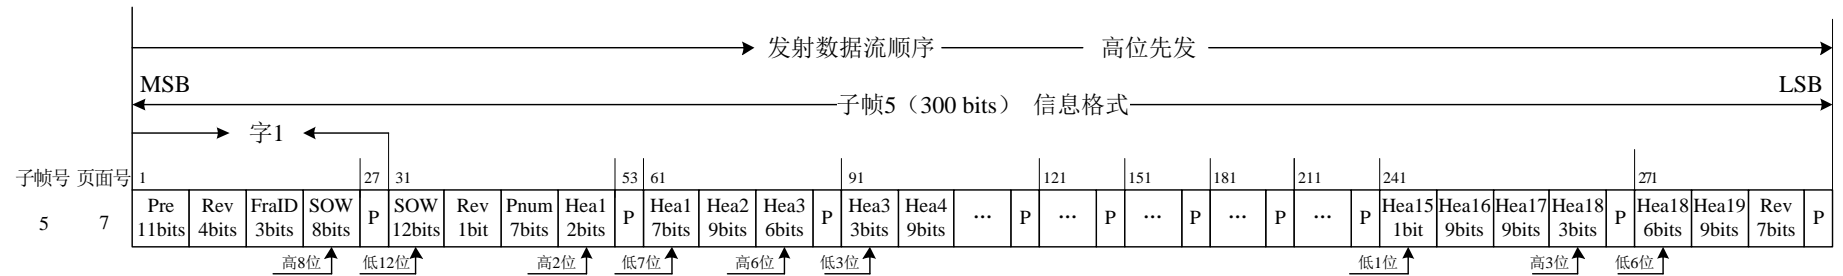 发射数据流顺序 高位先发
MSB LSB
子帧5（300 bits） 信息格式
字1
子帧号 页面号 1 27 31 53 61 91 121 151 181 211 241 271
5 7 Pre 11bits Rev 4bits FraID 3bits SOW 8bits P SOW 12bits Rev 1bit Pnum 7bits Hea1 2bits P Hea1 7bits Hea2 9bits Hea3 6bits P Hea3 3bits Hea4 9bits ... P ... P ... P ... P ... P Hea15 1bit Hea16 9bits Hea17 9bits Hea18 3bits P Hea18 6bits Hea19 9bits Rev 7bits P
高8位 低12位 高2位 低7位 高6位 低3位 低1位 高3位 低6位